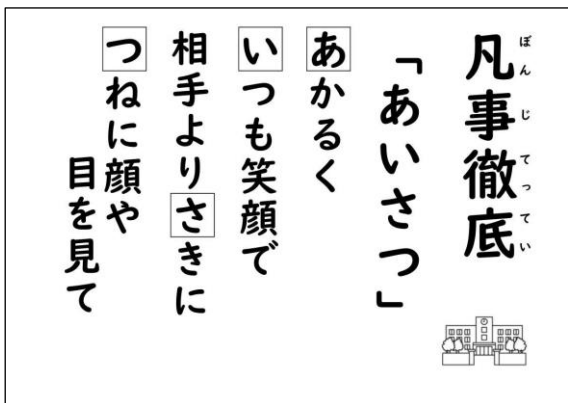 凡事徹底
ぼんじてってい
「あいさつ」
あかるく
いつも笑顔で
相手よりさきに
つねに顔や
目を見て